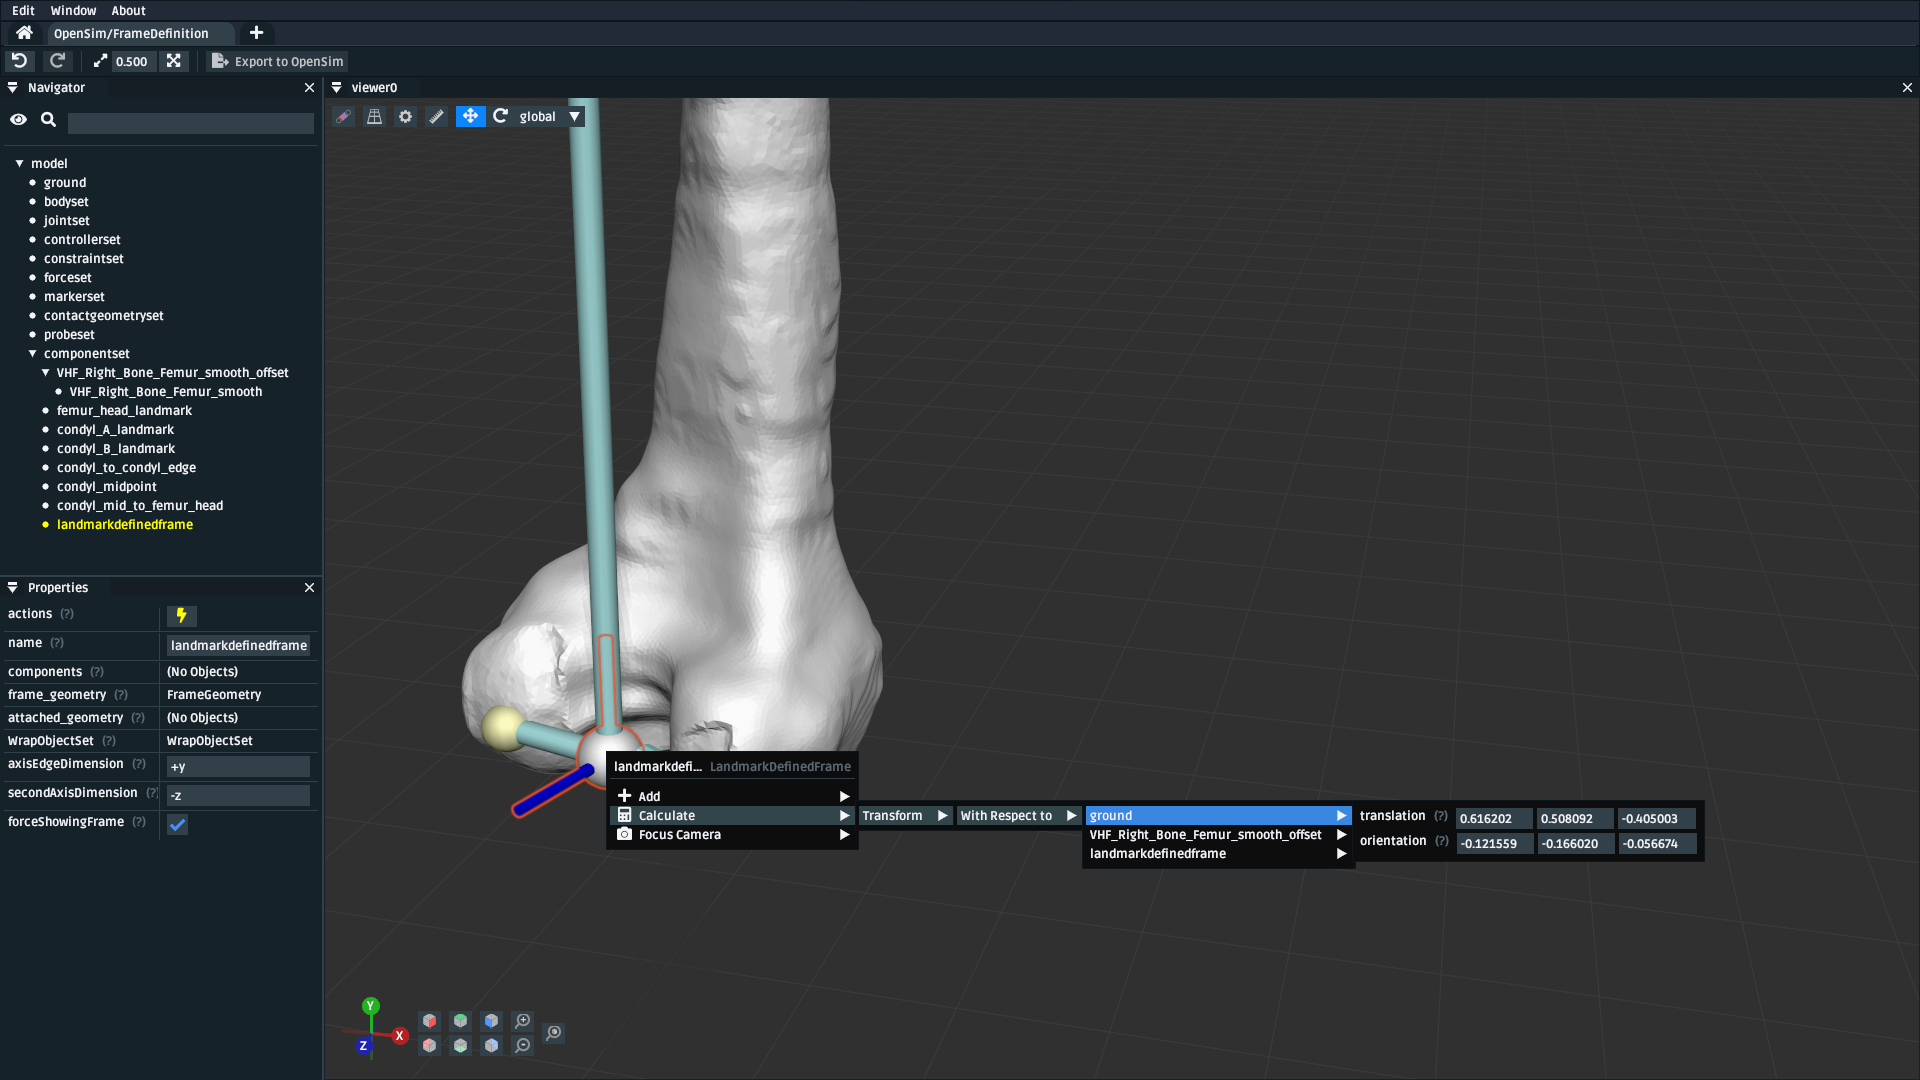 Edit Window About
OpenSim/FrameDefinition
0.500 Export to OpenSim
Navigator
viewer0
global
model
ground
bodyset
jointset
controllerset
constraintset
forceset
markerset
contactgeometryset
probeset
componentset
VHF_Right_Bone_Femur_smooth_offset
VHF_Right_Bone_Femur_smooth
femur_head_landmark
condyl_A_landmark
condyl_B_landmark
condyl_to_condyl_edge
condyl_midpoint
condyl_mid_to_femur_head
landmarkdefinedframe
Properties
actions (?)
name (?) landmarkdefinedframe
components (?) (No Objects)
frame_geometry (?) FrameGeometry
attached_geometry (?) (No Objects)
WrapObjectSet (?) WrapObjectSet
axisEdgeDimension (?) +y
secondAxisDimension (?) -z
forceShowingFrame (?)
landmarkdefi... LandmarkDefinedFrame
Add
Calculate
Focus Camera
Transform
With Respect to
ground
VHF_Right_Bone_Femur_smooth_offset
landmarkdefinedframe
translation (?) 0.616202 0.508092 -0.405003
orientation (?) -0.121559 -0.166020 -0.056674
Y
X
Z